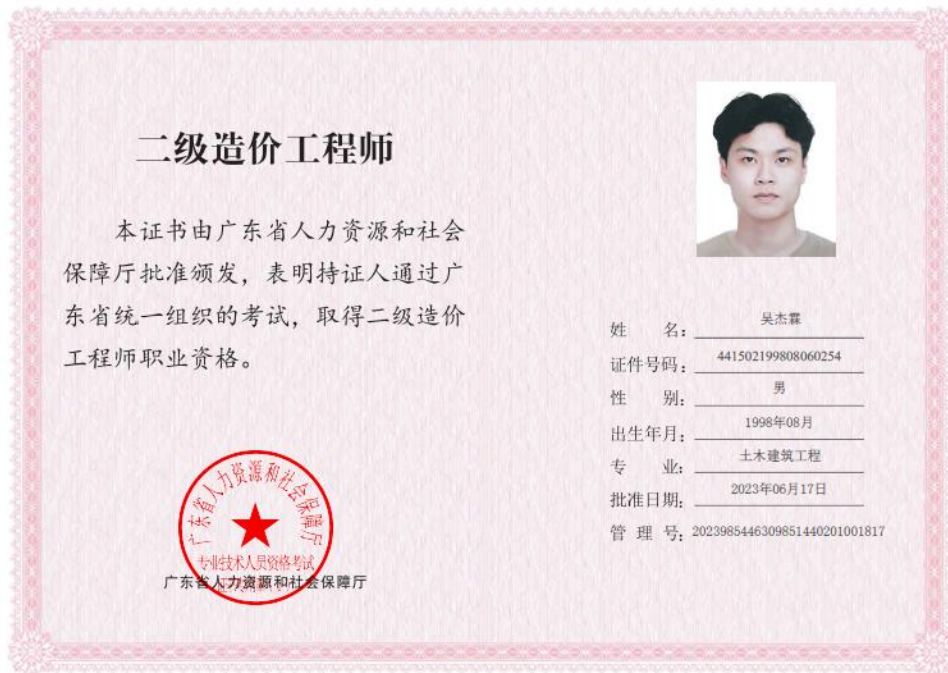 二级造价工程师
本证书由广东省人力资源和社会
保障厅批准颁发，表明持证人通过广
东省统一组织的考试，取得二级造价
工程师职业资格。
广东省人力资源和社会保障厅
专业技术人员资格考试
广东省人力资源和社会保障厅
姓 名：吴杰霖
证件号码：441502199808060254
性 别：男
出生年月：1998年08月
专 业：土木建筑工程
批准日期：2023年06月17日
管 理 号：2023985446309851440201001817